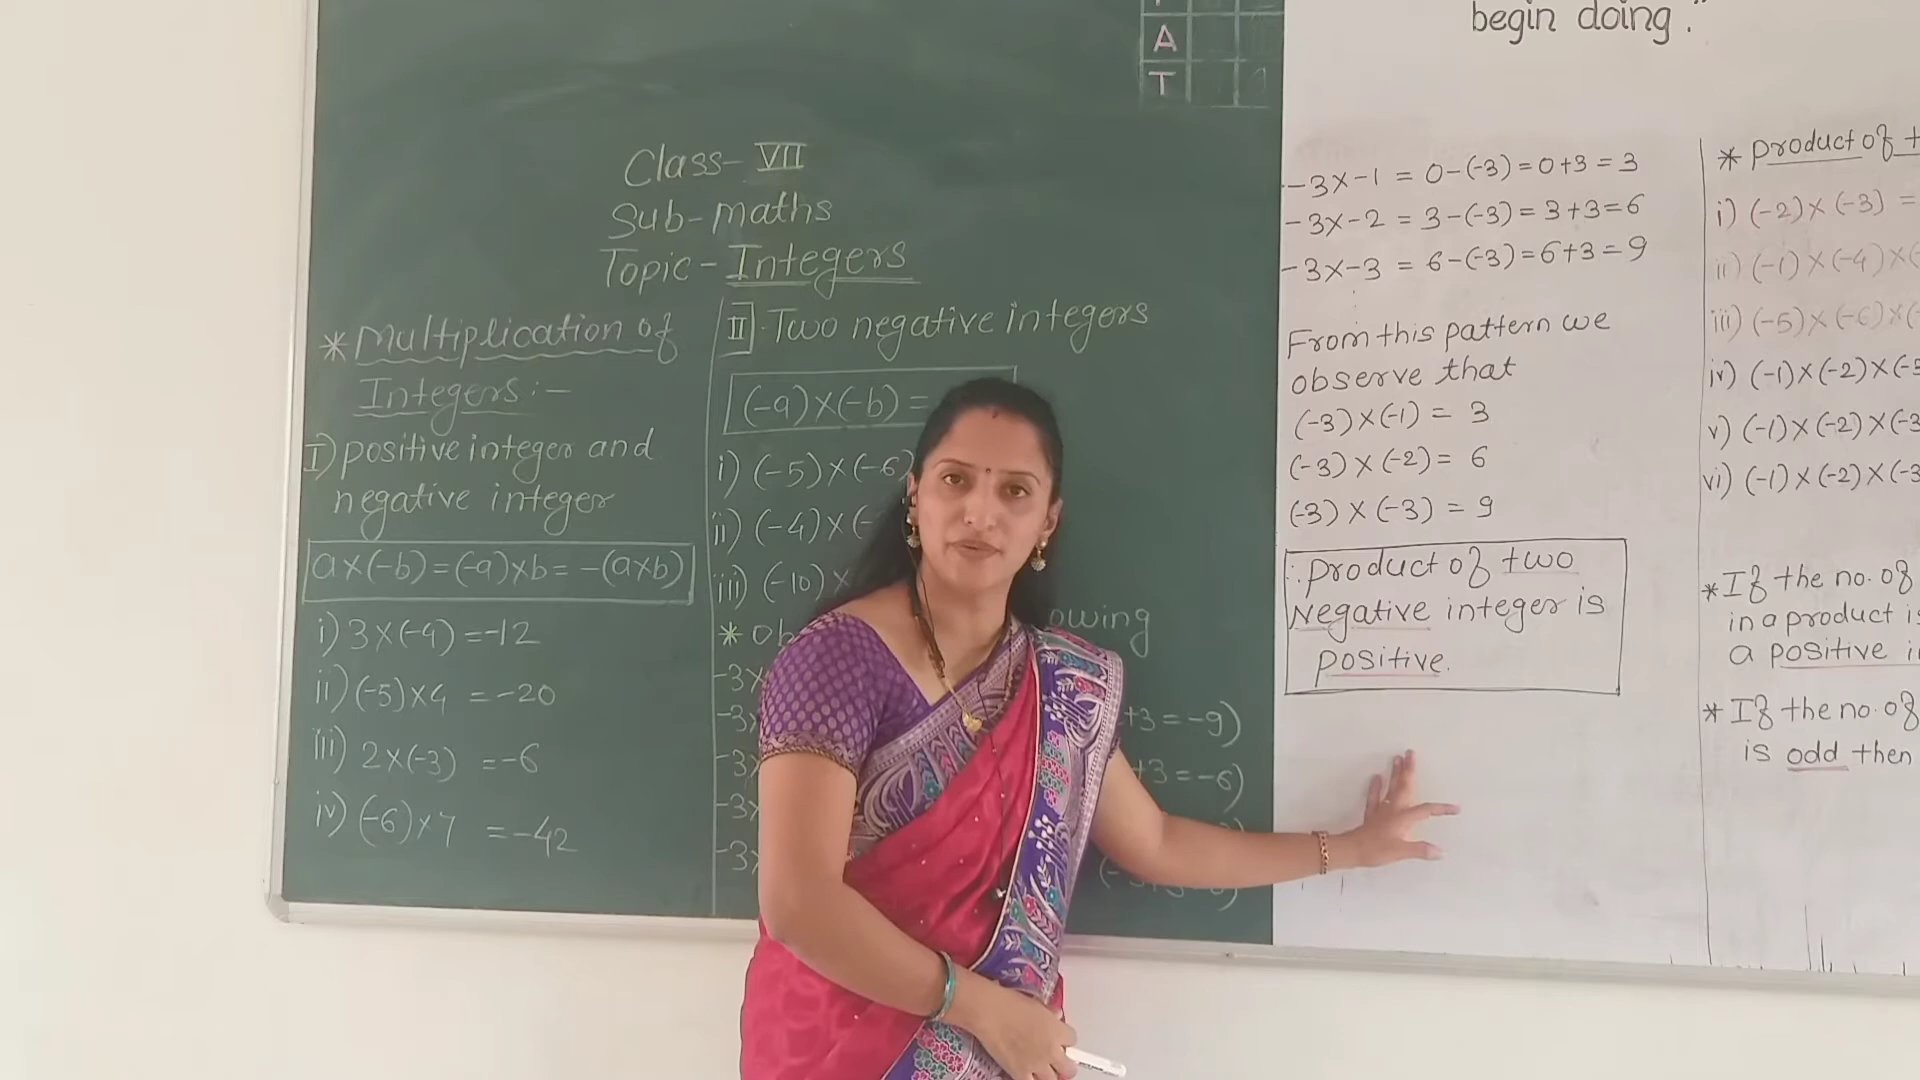 A
T
Class-VII
Sub-maths
Topic-Integers
*Multiplication of
Integers:-
I) positive integer and
negative integer
a×(-b)=(-a)×b=-(a×b)
i) 3×(-4)=-12
ii) (-5)×4 =-20
iii) 2×(-3) =-6
iv) (-6)×7 =-42
II. Two negative integers
(-a)×(-b)=
i) (-5)×(-6)
ii) (-4)×(-
iii) (-10)×
* Ob owing
-3×
-3× +3=-9)
-3× +3=-6)
-3×
-3×
begin doing."
-3×-1 = 0-(-3)=0+3=3
-3×-2 = 3-(-3)=3+3=6
-3×-3 = 6-(-3)=6+3=9
From this pattern we
observe that
(-3)×(-1) = 3
(-3)×(-2)= 6
(-3)×(-3) = 9
∴product of two
negative integer is
positive.
* product of t
i) (-2)×(-3) =
ii) (-1)×(-4)×(-
iii) (-5)×(-6)×(-
iv) (-1)×(-2)×(-3
v) (-1)×(-2)×(-3
vi) (-1)×(-2)×(-3
*If the no. of
in a product is
a positive i
* If the no. of
is odd then